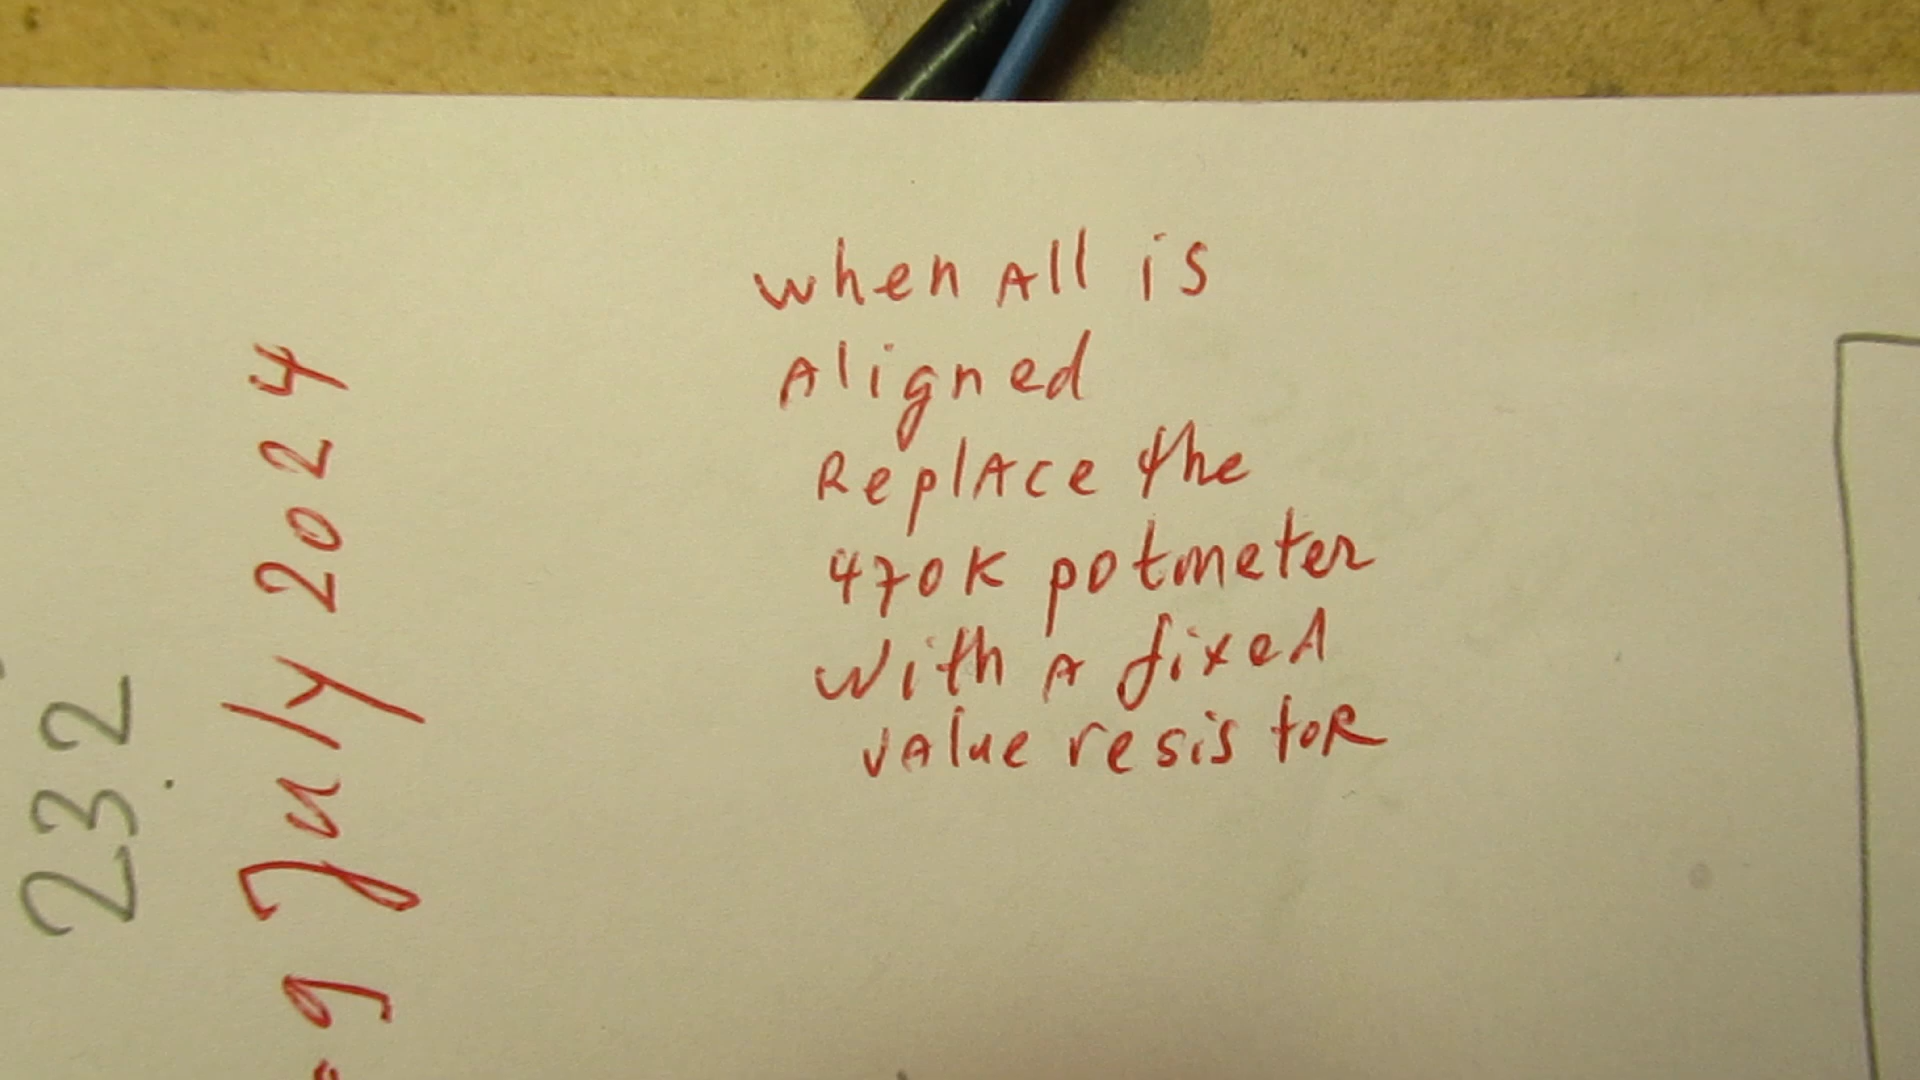 when All is
Aligned
Replace the
470K potmeter
with a fixed
value resistor
9 July 2024
232